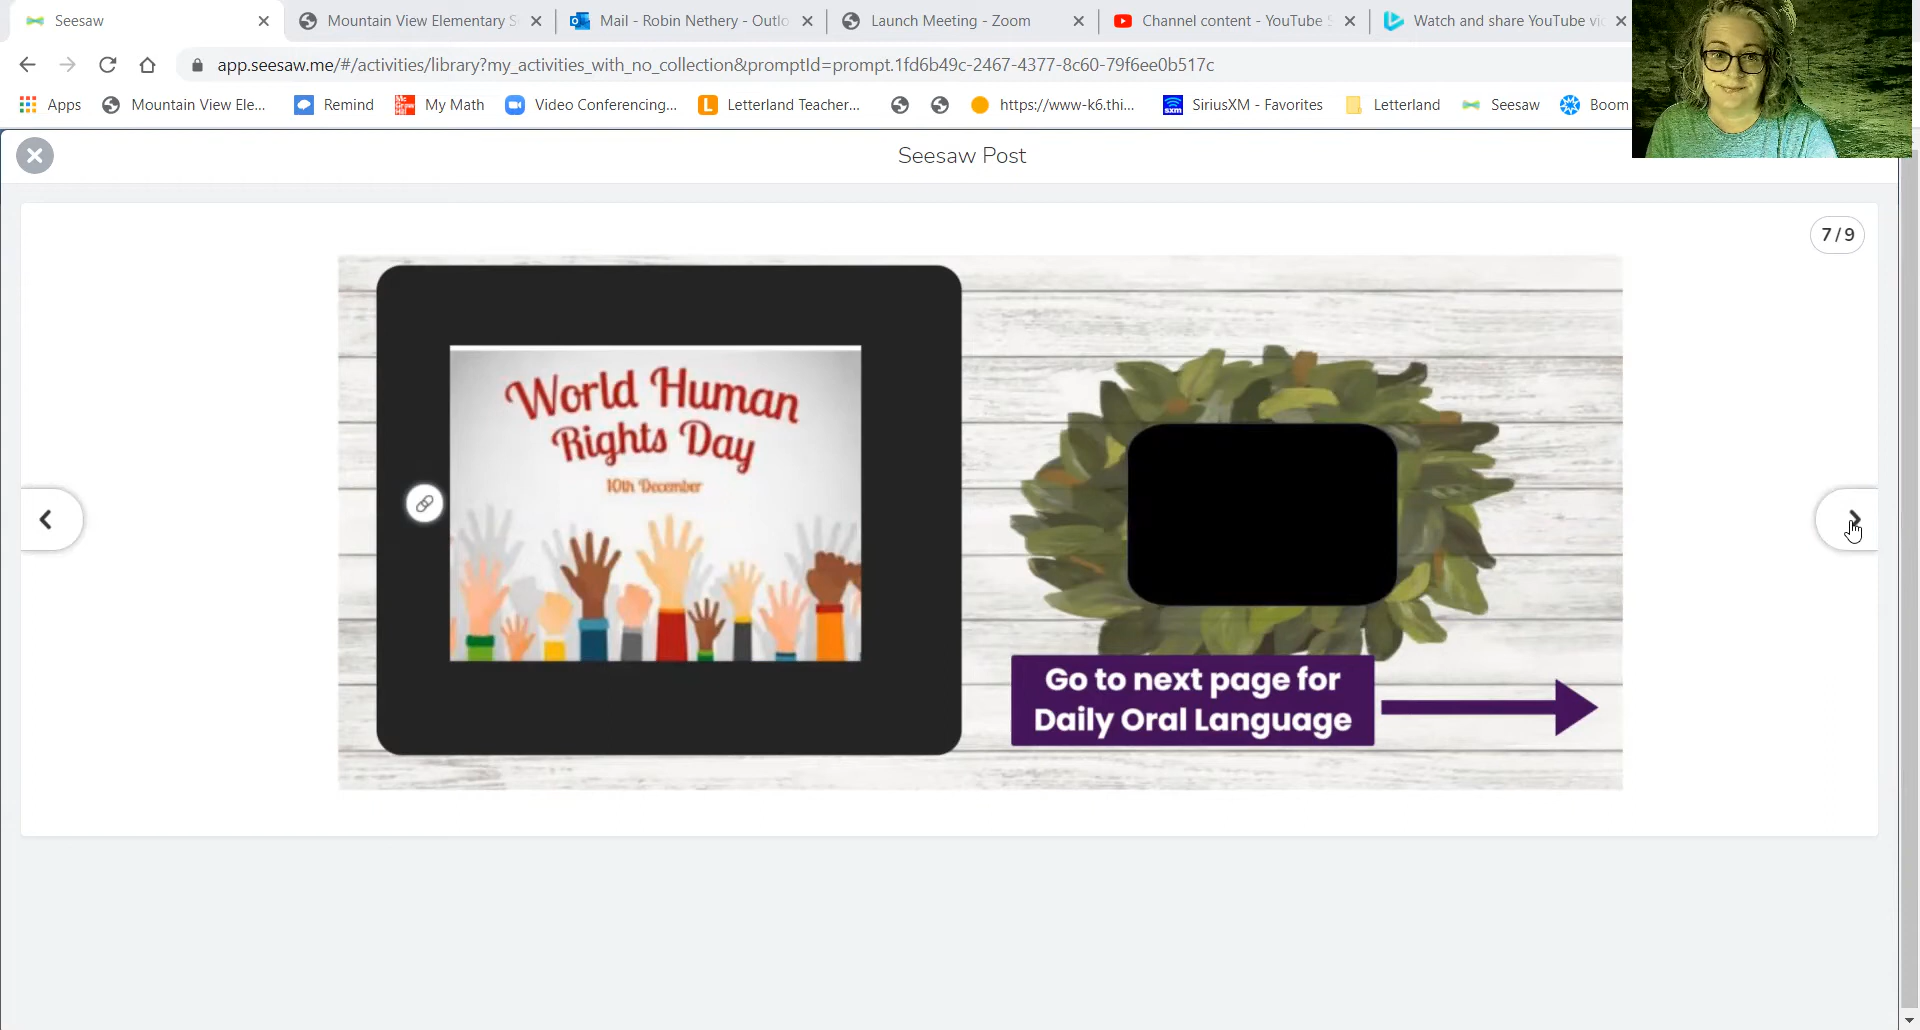 Seesaw
Mountain View Elementary S
Mail - Robin Nethery - Outlo
Launch Meeting - Zoom
Channel content - YouTube S
Watch and share YouTube vi
app.seesaw.me/#/activities/library?my_activities_with_no_collection&promptId=prompt.1fd6b49c-2467-4377-8c60-79f6ee0b517c
Apps
Mountain View Ele...
Remind
My Math
Video Conferencing...
Letterland Teacher...
https://www-k6.thi...
SiriusXM - Favorites
Letterland
Seesaw
Boom
Seesaw Post
7 / 9
World Human
Rights Day
10th December
Go to next page for
Daily Oral Language